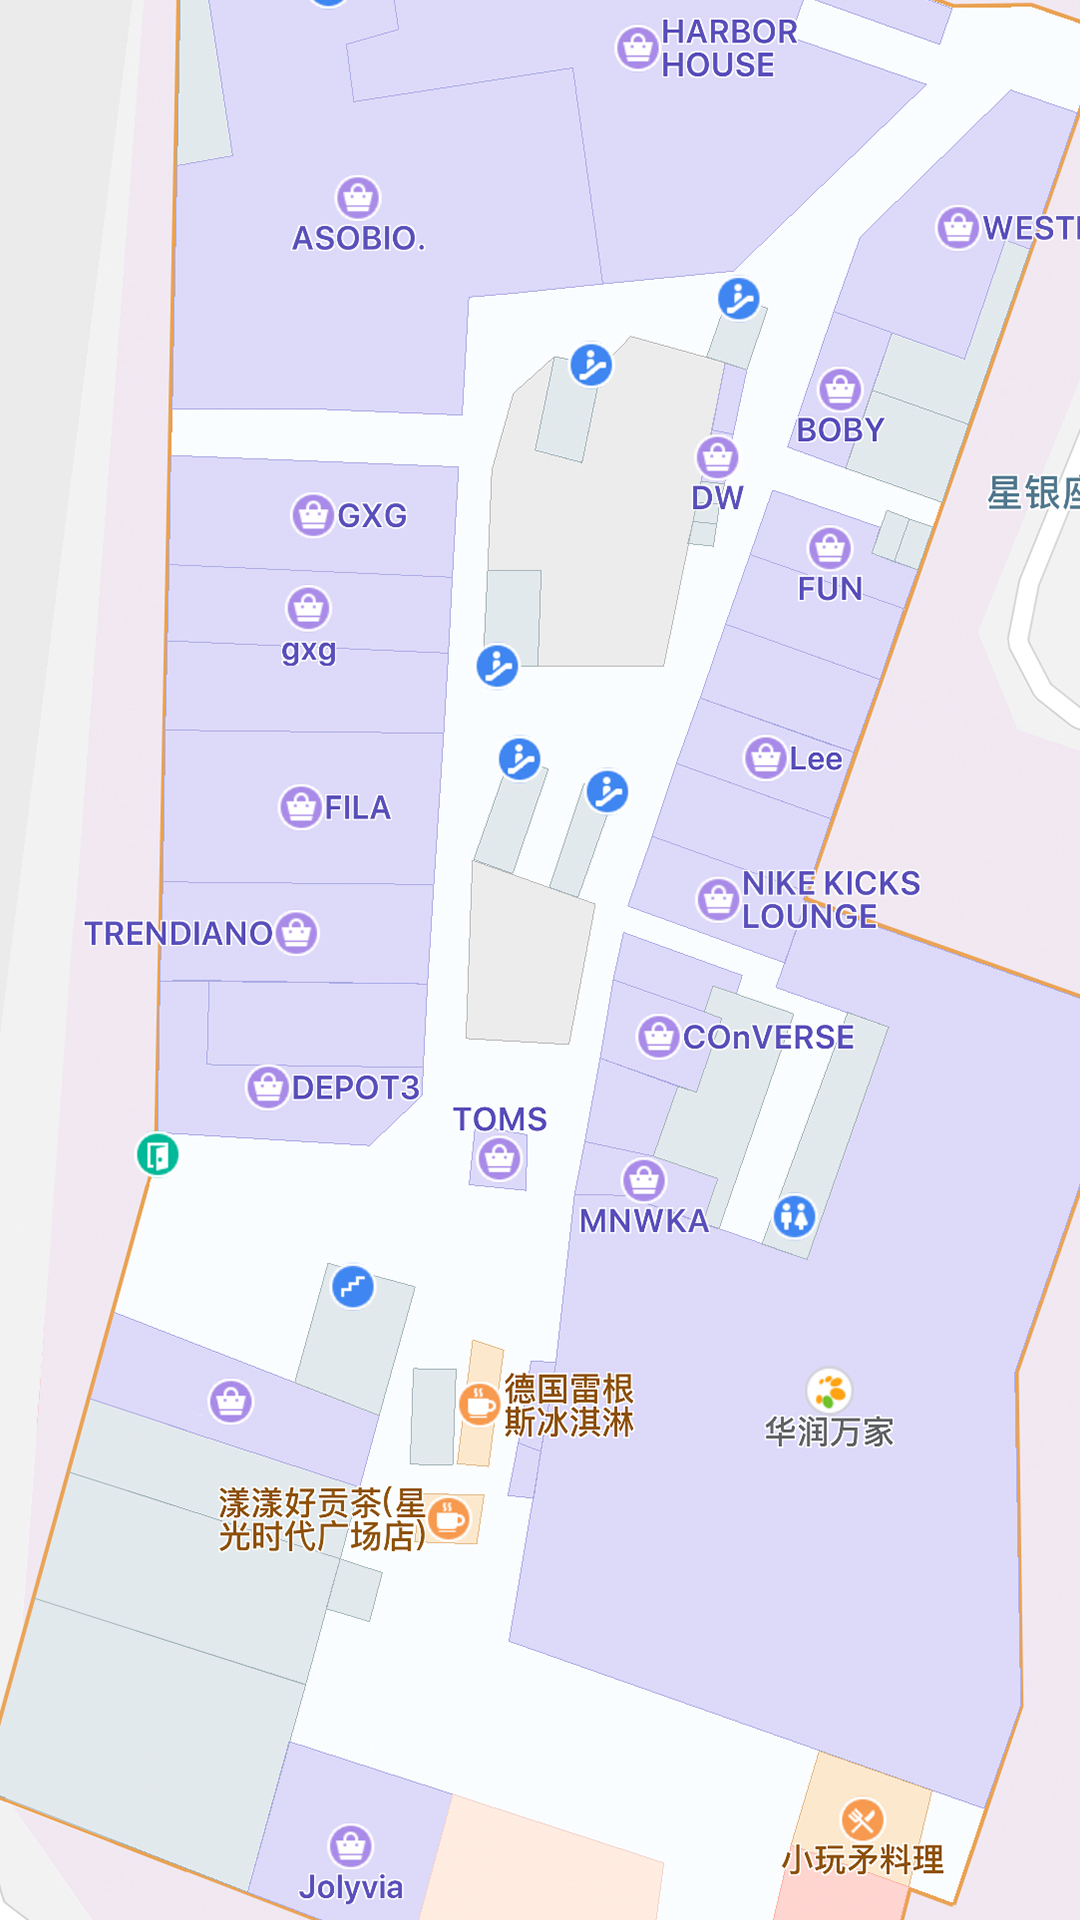 HARBOR
HOUSE
ASOBIO.
BOBY
DW
星银座
GXG
FUN
gxg
Lee
FILA
NIKE KICKS
LOUNGE
TRENDIANO
COnVERSE
DEPOT3
TOMS
MNWKA
德国雷根
斯冰淇淋
华润万家
漾漾好贡茶(星
光时代广场店)
小玩矛料理
Jolyvia